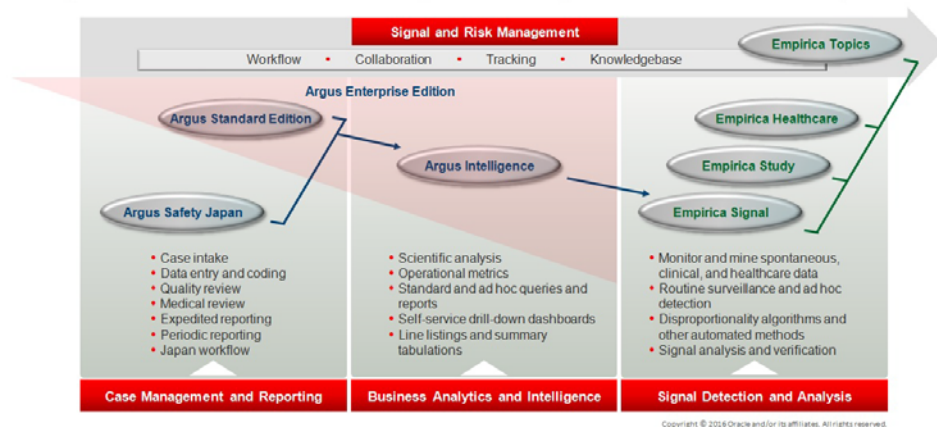 Signal and Risk Management
Empirica Topics
Workflow • Collaboration • Tracking • Knowledgebase
Argus Enterprise Edition
Argus Standard Edition
Empirica Healthcare
Argus Intelligence
Empirica Study
Argus Safety Japan
Empirica Signal
• Case intake
• Data entry and coding
• Quality review
• Medical review
• Expedited reporting
• Periodic reporting
• Japan workflow
• Scientific analysis
• Operational metrics
• Standard and ad hoc queries and
reports
• Self-service drill-down dashboards
• Line listings and summary
tabulations
• Monitor and mine spontaneous,
clinical, and healthcare data
• Routine surveillance and ad hoc
detection
• Disproportionality algorithms and
other automated methods
• Signal analysis and verification
Case Management and Reporting
Business Analytics and Intelligence
Signal Detection and Analysis
Copyright © 2016 Oracle and/or its affiliates. All rights reserved.